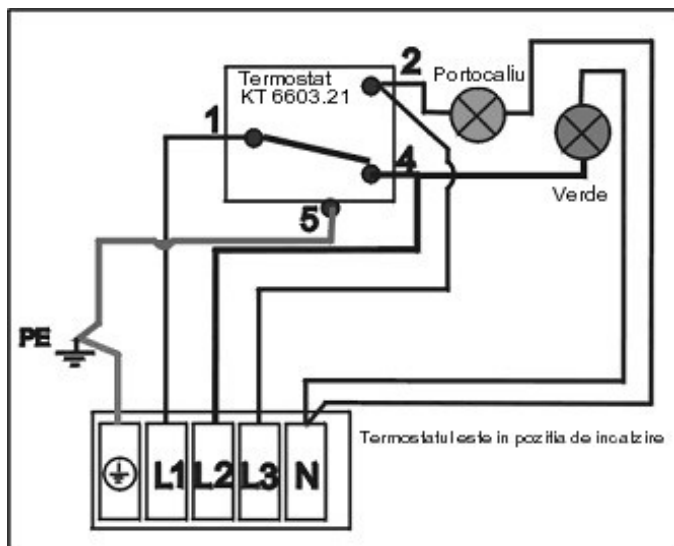 Termostat
KT 6603.21
2
Portocaliu
1
4
Verde
5
PE
L1 L2 L3 N
Termostatul este in pozitia de incalzire